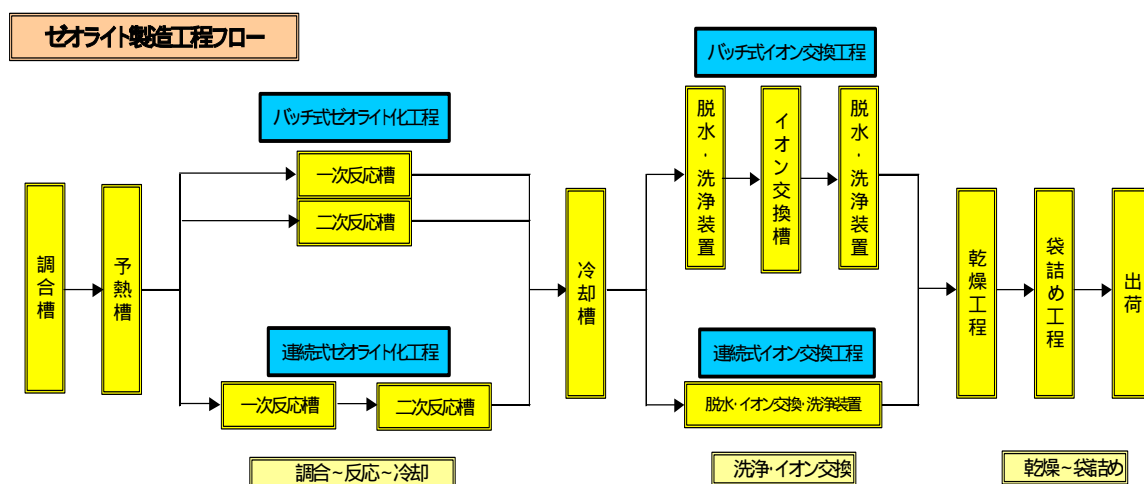 ゼオライト製造工程フロー
バッチ式イオン交換工程
バッチ式ゼオライト化工程
脱水・洗浄装置
イオン交換槽
脱水・洗浄装置
一次反応槽
二次反応槽
調合槽
予熱槽
冷却槽
乾燥工程
袋詰め工程
出荷
連続式ゼオライト化工程
連続式イオン交換工程
一次反応槽
二次反応槽
脱水・イオン交換・洗浄装置
調合~反応~冷却
洗浄・イオン交換
乾燥~袋詰め